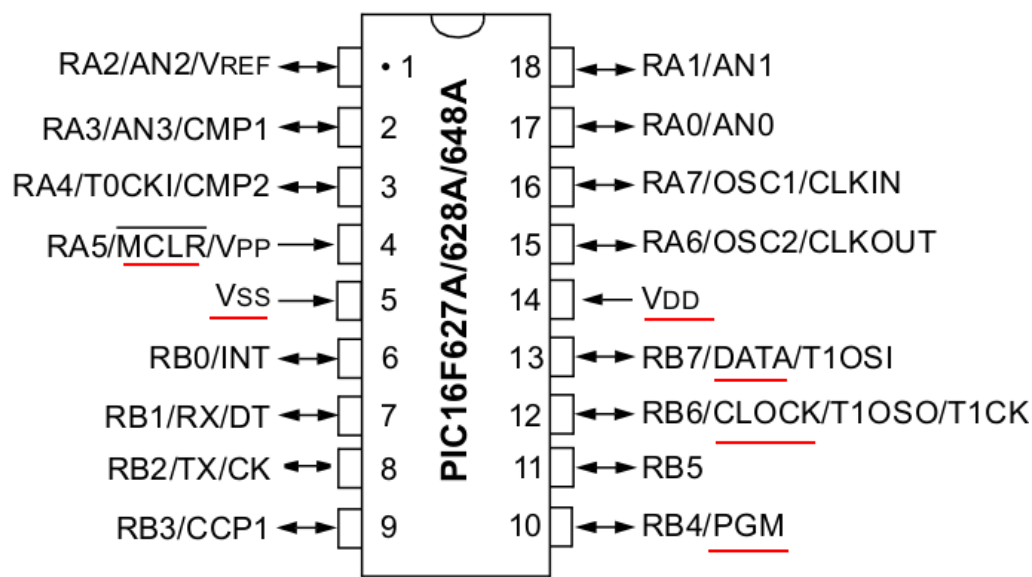 RA2/AN2/VREF
• 1
18
RA1/AN1
RA3/AN3/CMP1
2
17
RA0/AN0
RA4/T0CKI/CMP2
3
16
RA7/OSC1/CLKIN
RA5/MCLR/VPP
4
15
RA6/OSC2/CLKOUT
VSS
5
14
VDD
RB0/INT
6
13
RB7/DATA/T1OSI
RB1/RX/DT
7
12
RB6/CLOCK/T1OSO/T1CK
RB2/TX/CK
8
11
RB5
RB3/CCP1
9
10
RB4/PGM
PIC16F627A/628A/648A